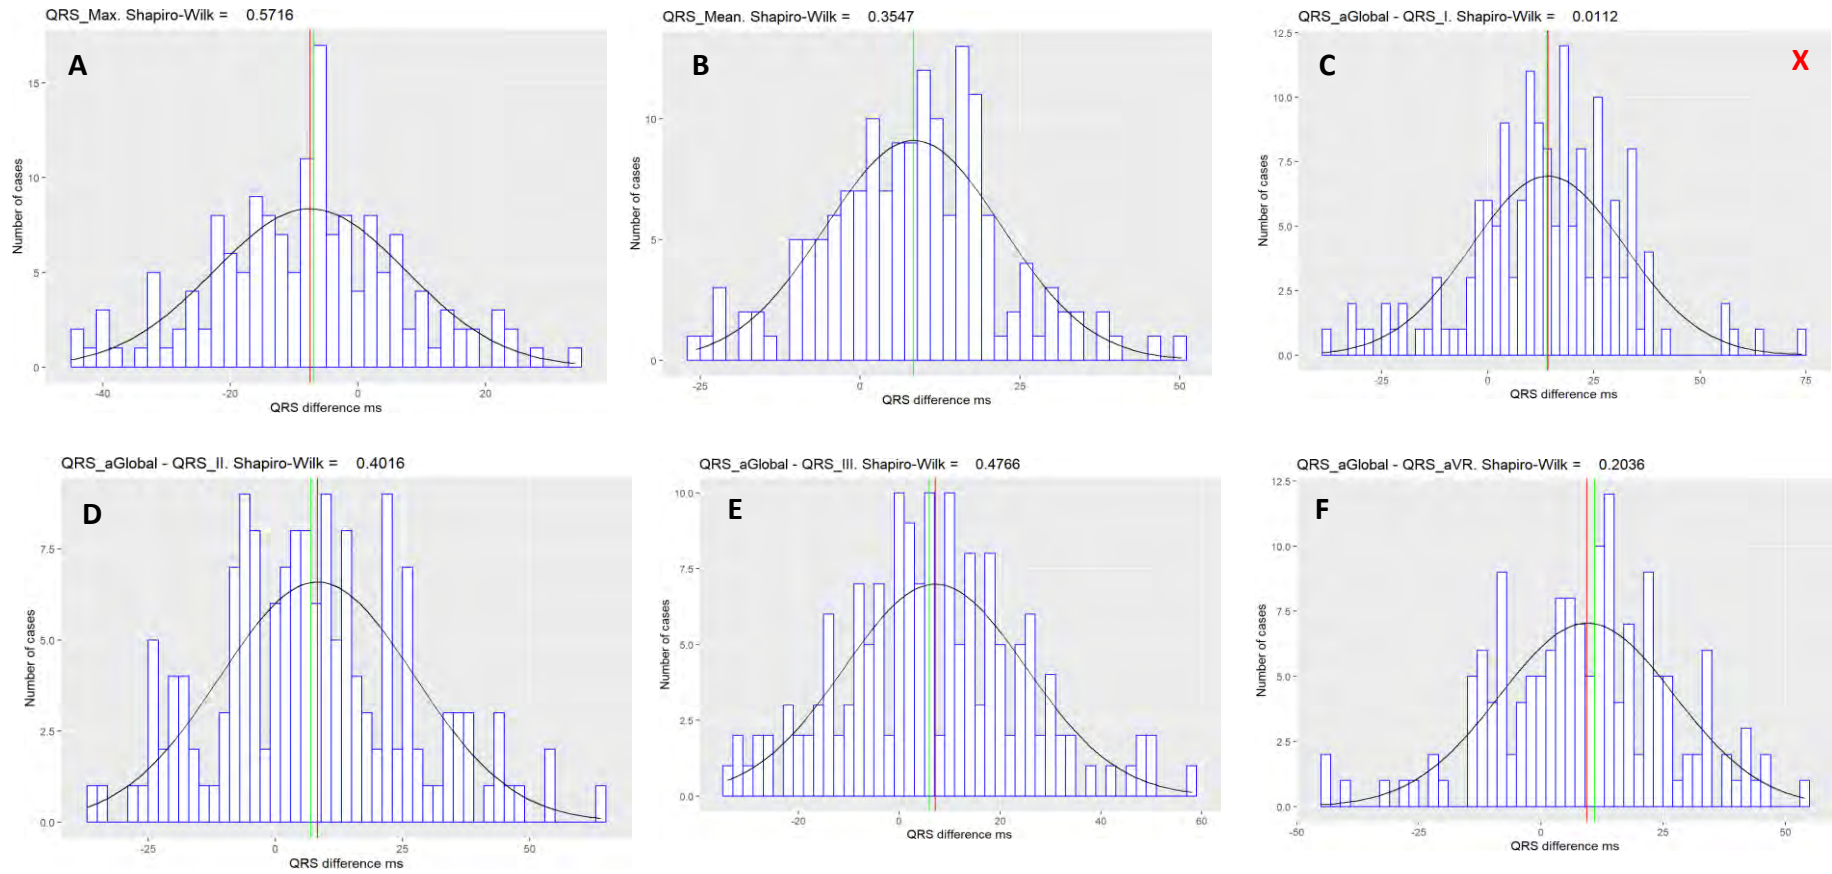 QRS_Max. Shapiro-Wilk = 0.5716
A
Number of cases
15
10
5
0
-40
-20
0
20
QRS difference ms
QRS_Mean. Shapiro-Wilk = 0.3547
B
Number of cases
10
5
0
-25
0
25
50
QRS difference ms
QRS_aGlobal - QRS_I. Shapiro-Wilk = 0.0112
C
X
Number of cases
12.5
10.0
7.5
5.0
2.5
0.0
-25
0
25
50
75
QRS difference ms
QRS_aGlobal - QRS_II. Shapiro-Wilk = 0.4016
D
Number of cases
7.5
5.0
2.5
0.0
-25
0
25
50
QRS difference ms
QRS_aGlobal - QRS_III. Shapiro-Wilk = 0.4766
E
Number of cases
10.0
7.5
5.0
2.5
0.0
-20
0
20
40
60
QRS difference ms
QRS_aGlobal - QRS_aVR. Shapiro-Wilk = 0.2036
F
Number of cases
12.5
10.0
7.5
5.0
2.5
0.0
-50
-25
0
25
50
QRS difference ms